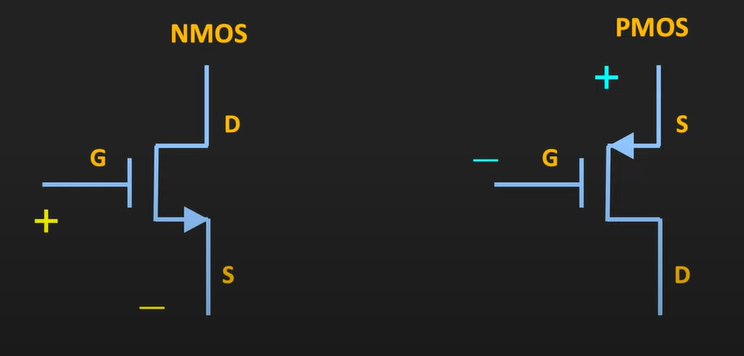 NMOS
PMOS
+
D
S
G
— G
+
S
D
—